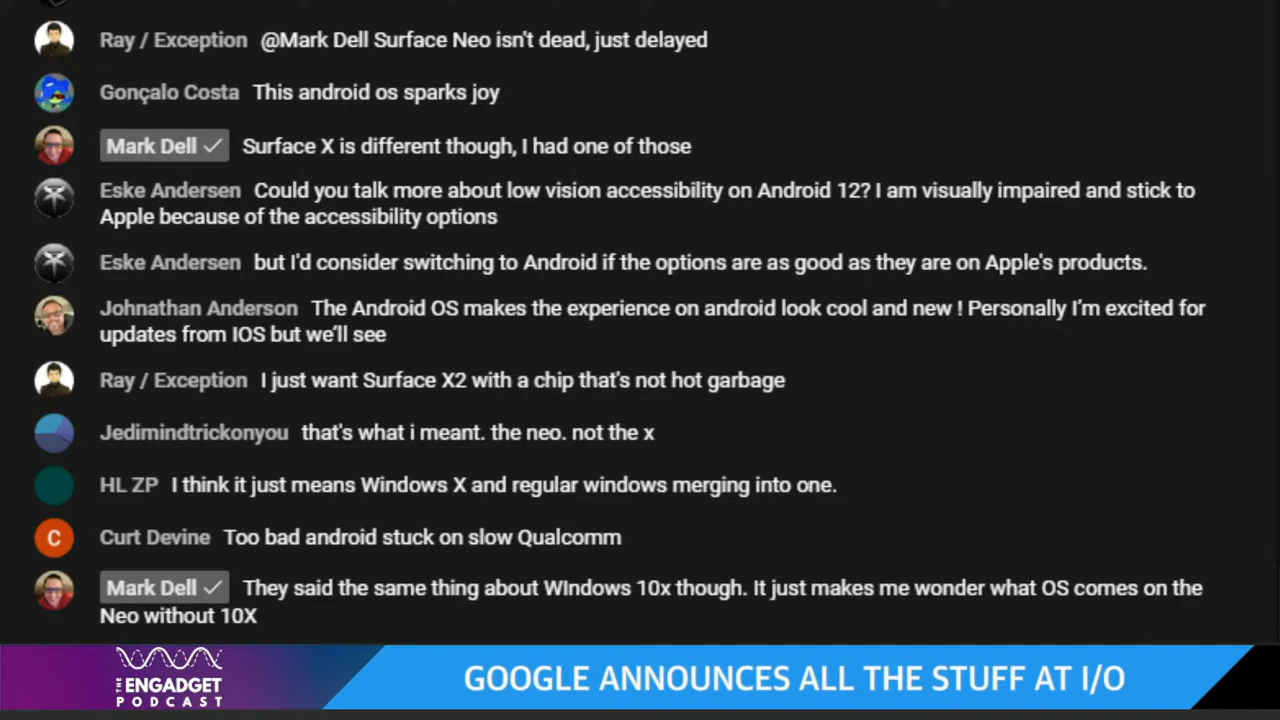 Ray / Exception @Mark Dell Surface Neo isn't dead, just delayed
Gonçalo Costa This android os sparks joy
Mark Dell ✓ Surface X is different though, I had one of those
Eske Andersen Could you talk more about low vision accessibility on Android 12? I am visually impaired and stick to
Apple because of the accessibility options
Eske Andersen but I'd consider switching to Android if the options are as good as they are on Apple's products.
Johnathan Anderson The Android OS makes the experience on android look cool and new ! Personally I’m excited for
updates from IOS but we’ll see
Ray / Exception I just want Surface X2 with a chip that's not hot garbage
Jedimindtrickonyou that's what i meant. the neo. not the x
HL ZP I think it just means Windows X and regular windows merging into one.
C Curt Devine Too bad android stuck on slow Qualcomm
Mark Dell ✓ They said the same thing about WIndows 10x though. It just makes me wonder what OS comes on the
Neo without 10X
THE ENGADGET
PODCAST
GOOGLE ANNOUNCES ALL THE STUFF AT I/O